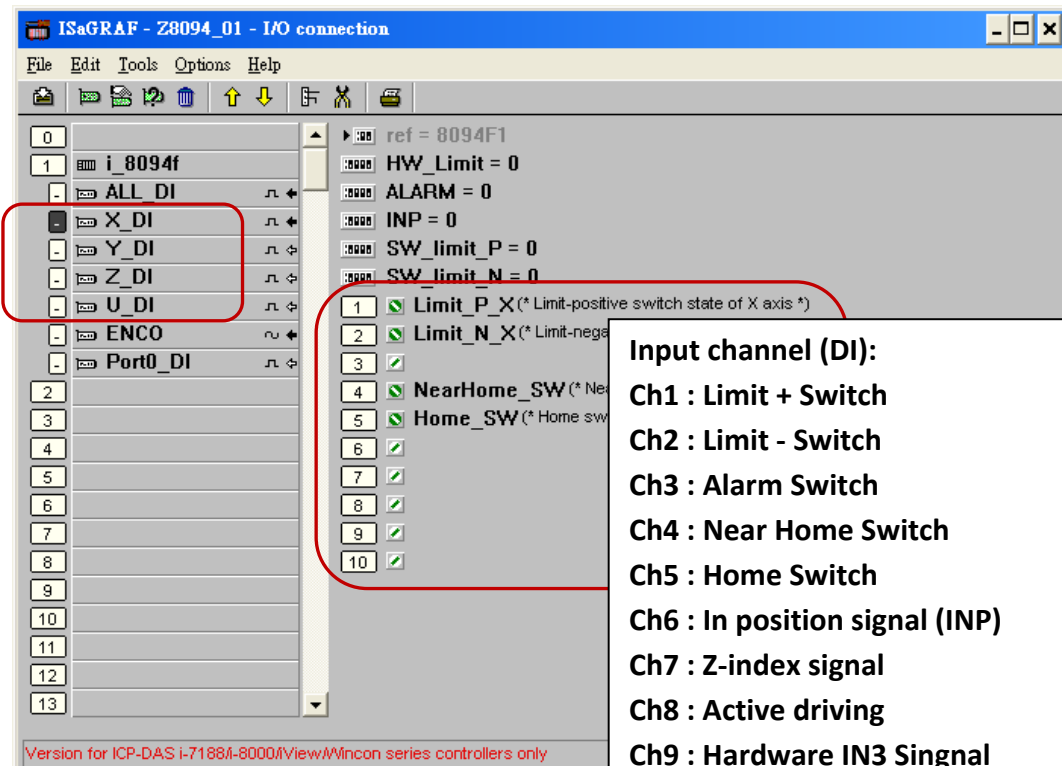 ISaGRAF - Z8094_01 - I/O connection
File Edit Tools Options Help
0
1 i_8094f
- ALL_DI
- X_DI
- Y_DI
- Z_DI
- U_DI
- ENCO
- Port0_DI
2
3
4
5
6
7
8
9
10
11
12
13
ref = 8094F1
HW_Limit = 0
ALARM = 0
INP = 0
SW_limit_P = 0
SW_limit_N = 0
1 Limit_P_X (* Limit-positive switch state of X axis *)
2 Limit_N_X (* Limit-nega
3
4 NearHome_SW (* Nea
5 Home_SW (* Home sw
6
7
8
9
10
Input channel (DI):
Ch1 : Limit + Switch
Ch2 : Limit - Switch
Ch3 : Alarm Switch
Ch4 : Near Home Switch
Ch5 : Home Switch
Ch6 : In position signal (INP)
Ch7 : Z-index signal
Ch8 : Active driving
Ch9 : Hardware IN3 Singnal
Version for ICP-DAS i-7188/i-8000/iView/Wincon series controllers only